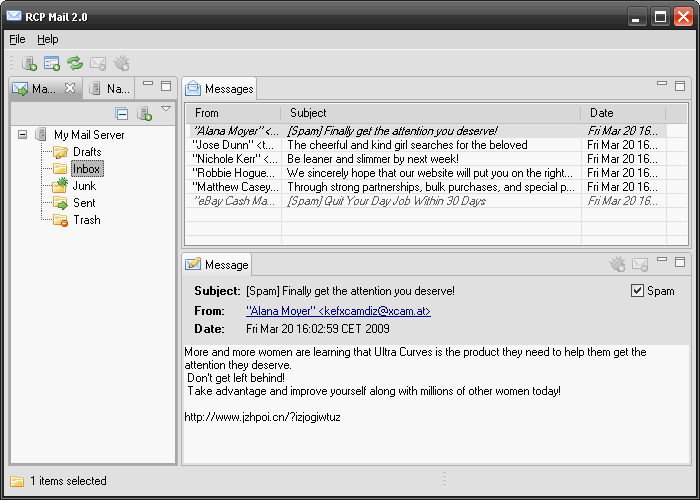 RCP Mail 2.0
File Help
Ma... Na...
My Mail Server
Drafts
Inbox
Junk
Sent
Trash
Messages
From Subject Date
"Alana Moyer" <... [Spam] Finally get the attention you deserve! Fri Mar 20 16...
"Jose Dunn" <t... The cheerful and kind girl searches for the beloved Fri Mar 20 16...
"Nichole Kerr" <... Be leaner and slimmer by next week! Fri Mar 20 16...
"Robbie Hogue... We sincerely hope that our website will put you on the right... Fri Mar 20 16...
"Matthew Casey... Through strong partnerships, bulk purchases, and special p... Fri Mar 20 16...
"eBay Cash Ma... [Spam] Quit Your Day Job Within 30 Days Fri Mar 20 16...
Message
Subject: [Spam] Finally get the attention you deserve! Spam
From: "Alana Moyer" <kefxcamdiz@xcam.at>
Date: Fri Mar 20 16:02:59 CET 2009
More and more women are learning that Ultra Curves is the product they need to help them get the
attention they deserve.
Don't get left behind!
Take advantage and improve yourself along with millions of other women today!
http://www.jzhpoi.cn/?izjogiwtuz
1 items selected